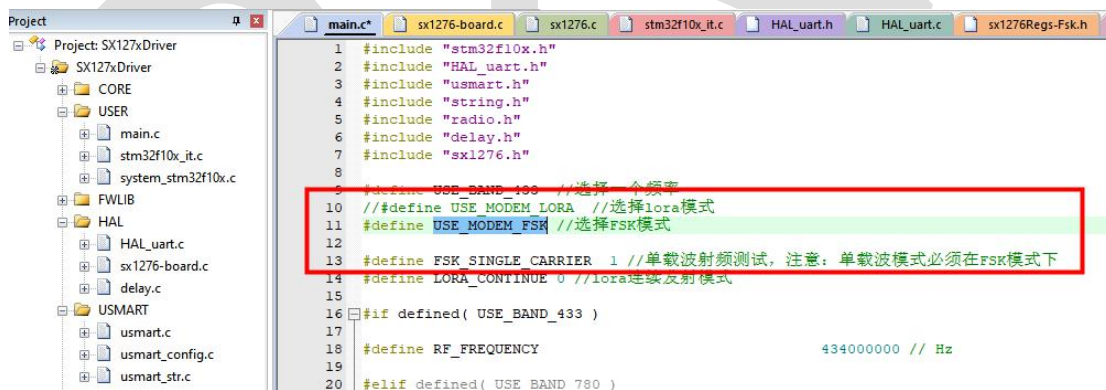 Project
Project: SX127xDriver
SX127xDriver
CORE
USER
main.c
stm32f10x_it.c
system_stm32f10x.c
FWLIB
HAL
HAL_uart.c
sx1276-board.c
delay.c
USMART
usmart.c
usmart_config.c
usmart_str.c
main.c* sx1276-board.c sx1276.c stm32f10x_it.c HAL_uart.h HAL_uart.c sx1276Regs-Fsk.h
1 #include "stm32f10x.h"
2 #include "HAL_uart.h"
3 #include "usmart.h"
4 #include "string.h"
5 #include "radio.h"
6 #include "delay.h"
7 #include "sx1276.h"
8
9 #define USE_BAND_433 //选择一个频率
10 //#define USE_MODEM_LORA //选择lora模式
11 #define USE_MODEM_FSK //选择FSK模式
12
13 #define FSK_SINGLE_CARRIER 1 //单载波射频测试，注意：单载波模式必须在FSK模式下
14 #define LORA_CONTINUE 0 //lora连续发射模式
15
16 #if defined( USE_BAND_433 )
17
18 #define RF_FREQUENCY 434000000 // Hz
19
20 #elif defined( USE_BAND_780 )